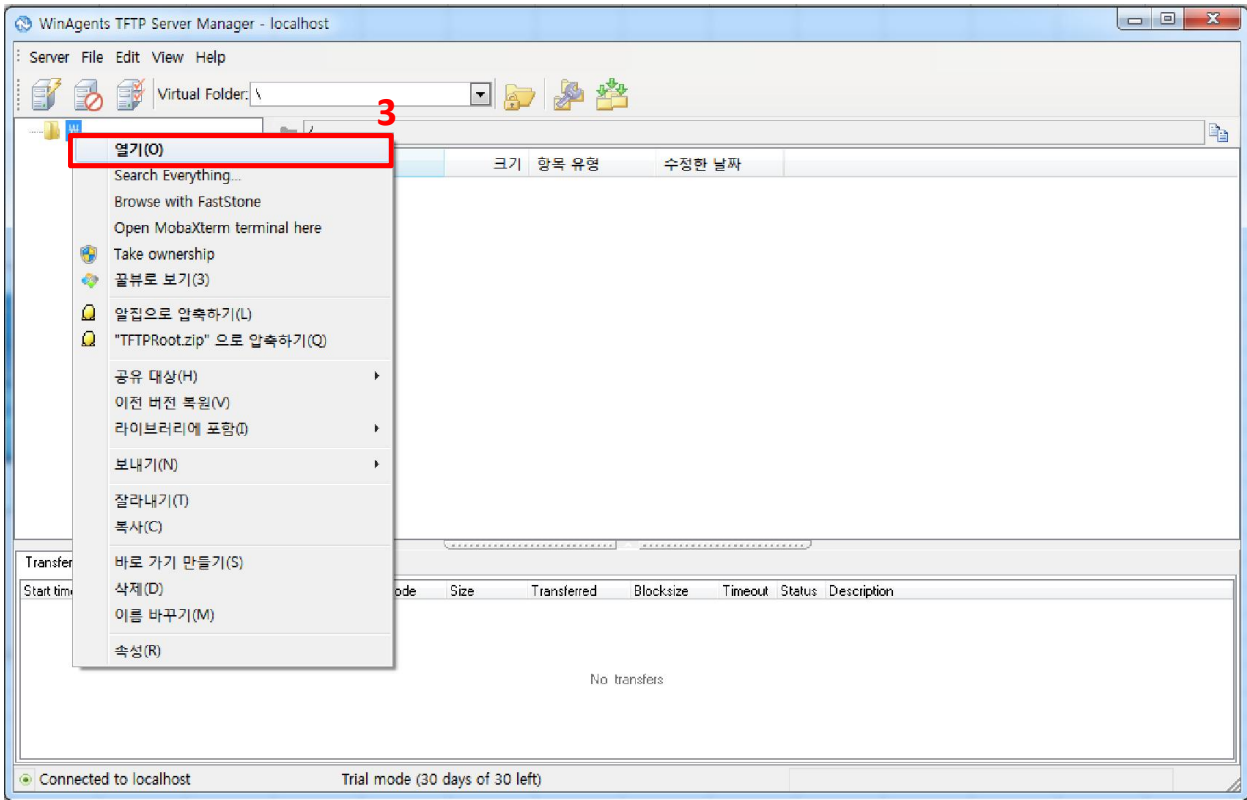 WinAgents TFTP Server Manager - localhost
Server File Edit View Help
Virtual Folder: \
3
₩
/
열기(O)
크기 항목 유형 수정한 날짜
Search Everything...
Browse with FastStone
Open MobaXterm terminal here
Take ownership
꿀뷰로 보기(3)
알집으로 압축하기(L)
"TFTPRoot.zip" 으로 압축하기(Q)
공유 대상(H)
이전 버전 복원(V)
라이브러리에 포함(I)
보내기(N)
잘라내기(T)
복사(C)
Transfer
바로 가기 만들기(S)
Start time
ode Size Transferred Blocksize Timeout Status Description
삭제(D)
이름 바꾸기(M)
속성(R)
No transfers
Connected to localhost Trial mode (30 days of 30 left)